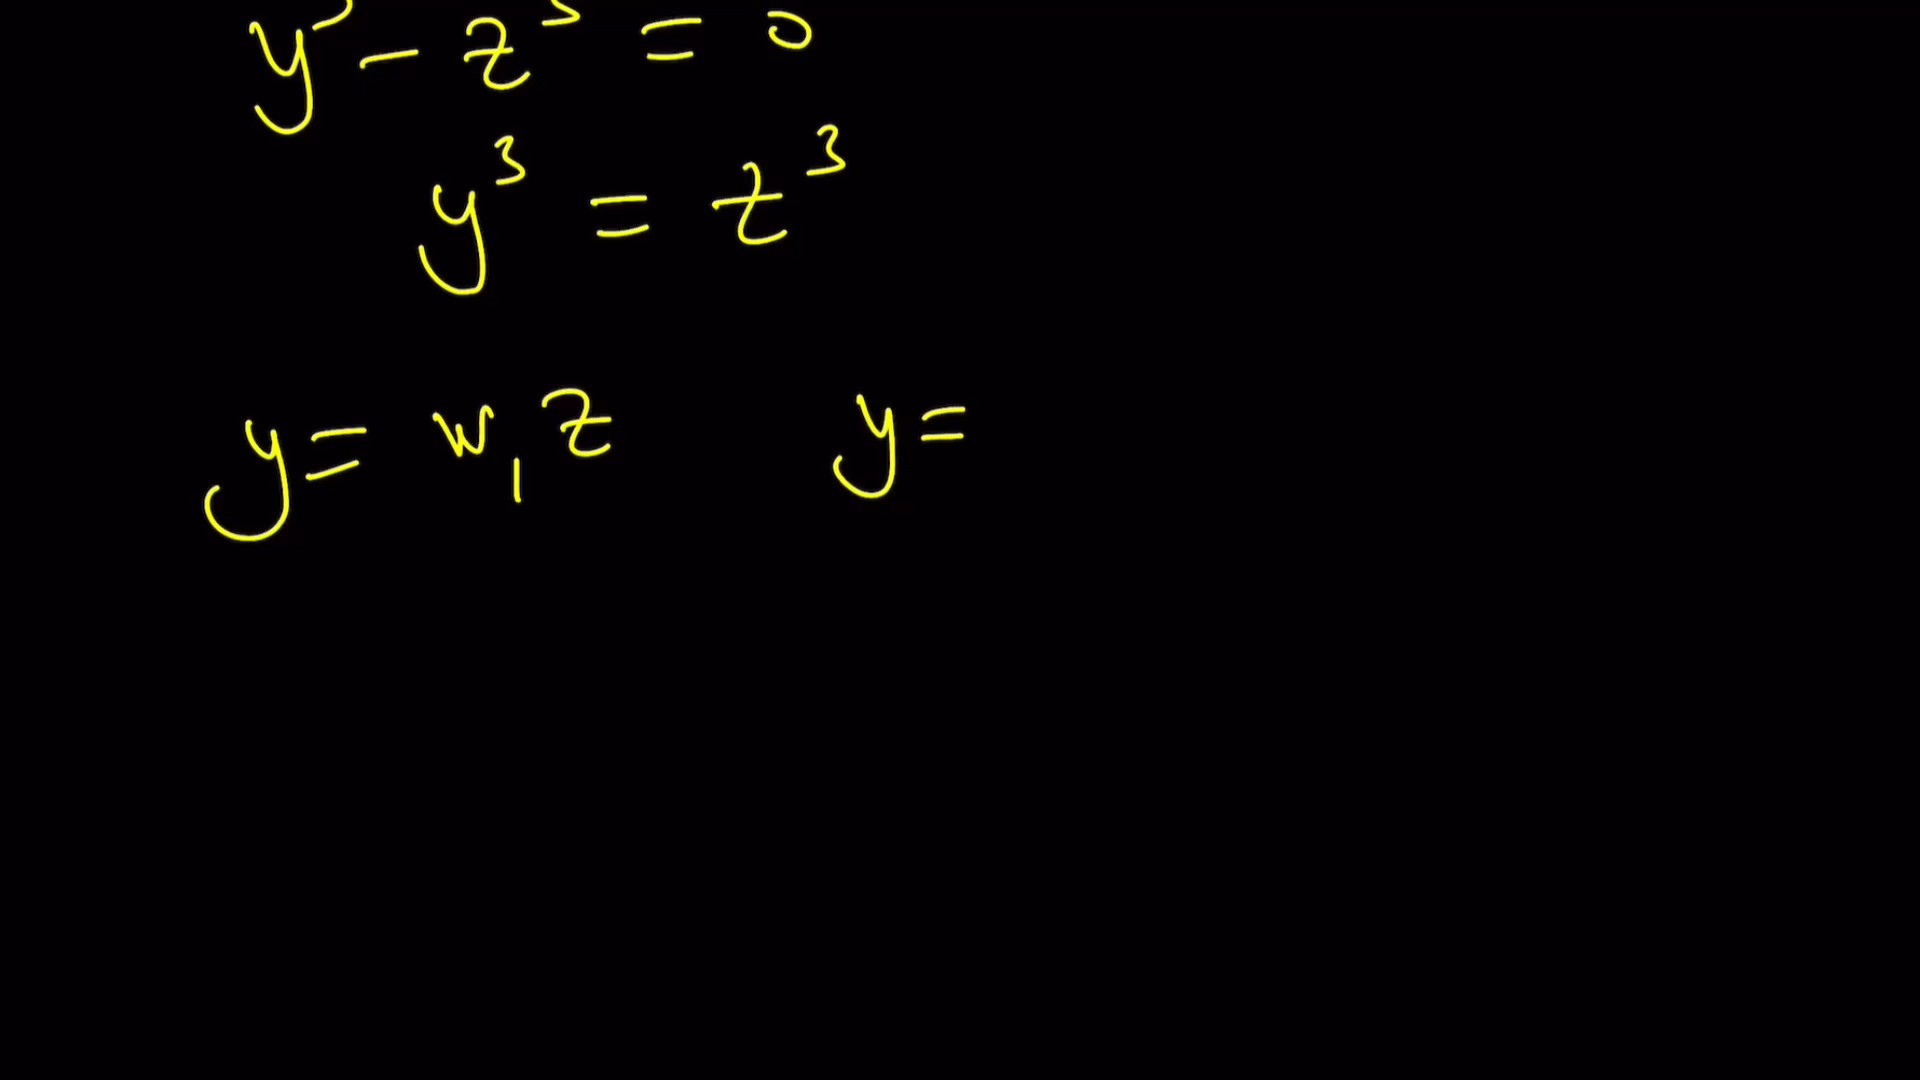 y³ - z³ = 0
y³ = z³
y = w₁z y =